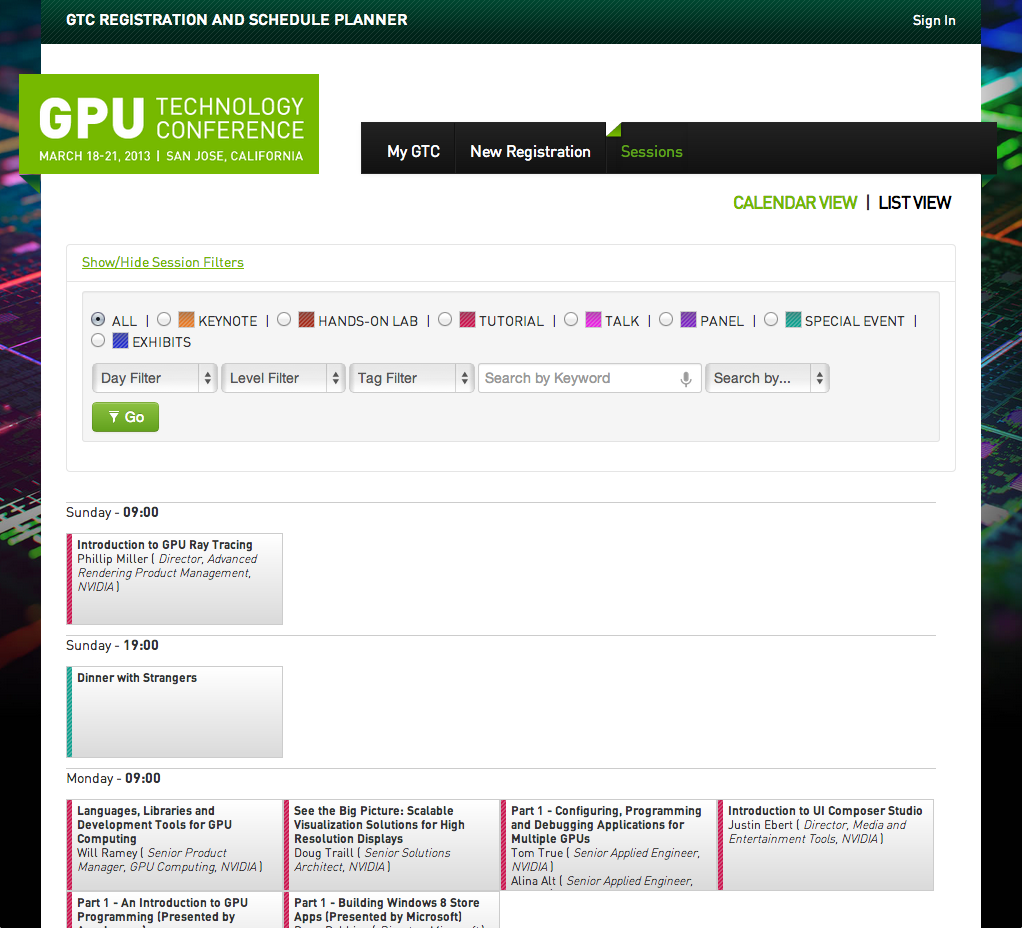 GTC REGISTRATION AND SCHEDULE PLANNER
Sign In
GPU TECHNOLOGY CONFERENCE
MARCH 18-21, 2013 | SAN JOSE, CALIFORNIA
My GTC
New Registration
Sessions
CALENDAR VIEW | LIST VIEW
Show/Hide Session Filters
ALL | KEYNOTE | HANDS-ON LAB | TUTORIAL | TALK | PANEL | SPECIAL EVENT |
EXHIBITS
Day Filter
Level Filter
Tag Filter
Search by Keyword
Search by...
Go
Sunday - 09:00
Introduction to GPU Ray Tracing
Phillip Miller ( Director, Advanced
Rendering Product Management,
NVIDIA )
Sunday - 19:00
Dinner with Strangers
Monday - 09:00
Languages, Libraries and
Development Tools for GPU
Computing
Will Ramey ( Senior Product
Manager, GPU Computing, NVIDIA )
See the Big Picture: Scalable
Visualization Solutions for High
Resolution Displays
Doug Traill ( Senior Solutions
Architect, NVIDIA )
Part 1 - Configuring, Programming
and Debugging Applications for
Multiple GPUs
Tom True ( Senior Applied Engineer,
NVIDIA )
Alina Alt ( Senior Applied Engineer,
Introduction to UI Composer Studio
Justin Ebert ( Director, Media and
Entertainment Tools, NVIDIA )
Part 1 - An Introduction to GPU
Programming (Presented by
Part 1 - Building Windows 8 Store
Apps (Presented by Microsoft)